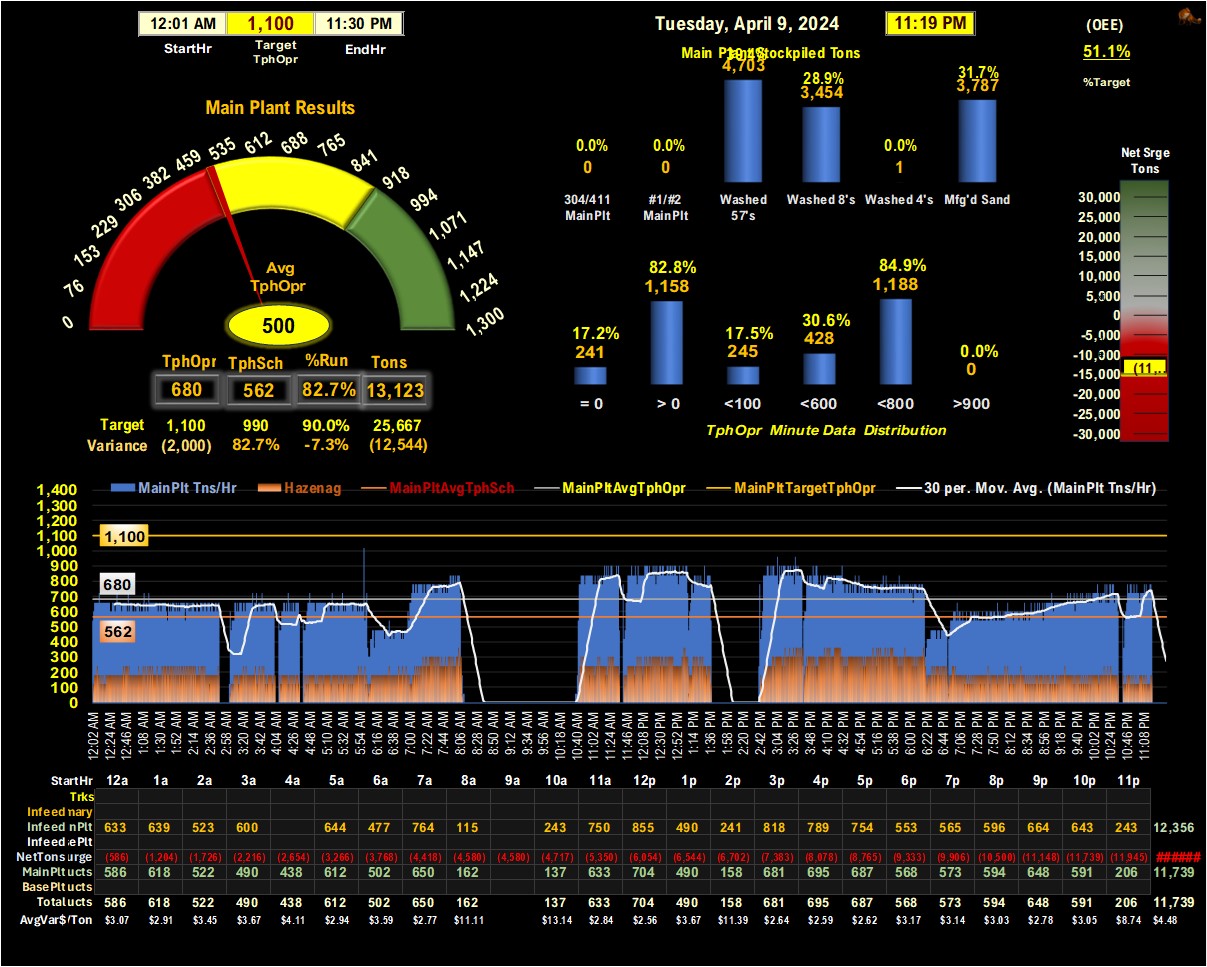 12:01 AM 1,100 11:30 PM
StartHr Target TphOpr EndHr
Tuesday, April 9, 2024 11:19 PM
(OEE)
51.1%
%Target
Main Plant Stockpiled Tons
4,703 28.9% 3,454 31.7% 3,787
0.0% 0.0% 0.0%
0 0 1
304/411 MainPlt #1/#2 MainPlt Washed 57's Washed 8's Washed 4's Mfg'd Sand
Main Plant Results
0 76 153 229 306 382 459 535 612 688 765 841 918 994 1,071 1,147 1,224 1,300
Avg
TphOpr
500
TphOpr TphSch %Run Tons
680 562 82.7% 13,123
Target 1,100 990 90.0% 25,667
Variance (2,000) 82.7% -7.3% (12,544)
17.2% 82.8% 17.5% 30.6% 84.9% 0.0%
241 1,158 245 428 1,188 0
= 0 > 0 <100 <600 <800 >900
TphOpr Minute Data Distribution
Net Srge
Tons
30,000
25,000
20,000
15,000
10,000
5,000
0
-5,000
-10,000
(11,..
-15,000
-20,000
-25,000
-30,000
MainPlt Tns/Hr Hazenag MainPltAvgTphSch MainPltAvgTphOpr MainPltTargetTphOpr 30 per. Mov. Avg. (MainPlt Tns/Hr)
1,400
1,300
1,200
1,100
1,000
900
800
700
600
500
400
300
200
100
0
1,100
680
562
12:02 AM 12:24 AM 12:46 AM 1:08 AM 1:30 AM 1:52 AM 2:14 AM 2:36 AM 2:58 AM 3:20 AM 3:42 AM 4:04 AM 4:26 AM 4:48 AM 5:10 AM 5:32 AM 5:54 AM 6:16 AM 6:38 AM 7:00 AM 7:22 AM 7:44 AM 8:06 AM 8:28 AM 8:50 AM 9:12 AM 9:34 AM 9:56 AM 10:18 AM 10:40 AM 11:02 AM 11:24 AM 11:46 AM 12:08 PM 12:30 PM 12:52 PM 1:14 PM 1:36 PM 1:58 PM 2:20 PM 2:42 PM 3:04 PM 3:26 PM 3:48 PM 4:10 PM 4:32 PM 4:54 PM 5:16 PM 5:38 PM 6:00 PM 6:22 PM 6:44 PM 7:06 PM 7:28 PM 7:50 PM 8:12 PM 8:34 PM 8:56 PM 9:18 PM 9:40 PM 10:02 PM 10:24 PM 10:46 PM 11:08 PM
StartHr 12a 1a 2a 3a 4a 5a 6a 7a 8a 9a 10a 11a 12p 1p 2p 3p 4p 5p 6p 7p 8p 9p 10p 11p
Trks
Infeed mary
Infeed nPlt 633 639 523 600 644 477 764 115 243 750 855 490 241 818 789 754 553 565 596 664 643 243 12,356
Infeed ePlt
NetTons urge (586) (1,204) (1,726) (2,216) (2,654) (3,266) (3,768) (4,418) (4,580) (4,580) (4,717) (5,350) (6,054) (6,544) (6,702) (7,383) (8,078) (8,765) (9,333) (9,906) (10,500) (11,148) (11,739) (11,945) ######
MainPlt ucts 586 618 522 490 438 612 502 650 162 137 633 704 490 158 681 695 687 568 573 594 648 591 206 11,739
BasePlt ucts
Total ucts 586 618 522 490 438 612 502 650 162 137 633 704 490 158 681 695 687 568 573 594 648 591 206 11,739
AvgVar$/Ton $3.07 $2.91 $3.45 $3.67 $4.11 $2.94 $3.59 $2.77 $11.11 $13.14 $2.84 $2.56 $3.67 $11.39 $2.64 $2.59 $2.62 $3.17 $3.14 $3.03 $2.78 $3.05 $8.74 $4.48